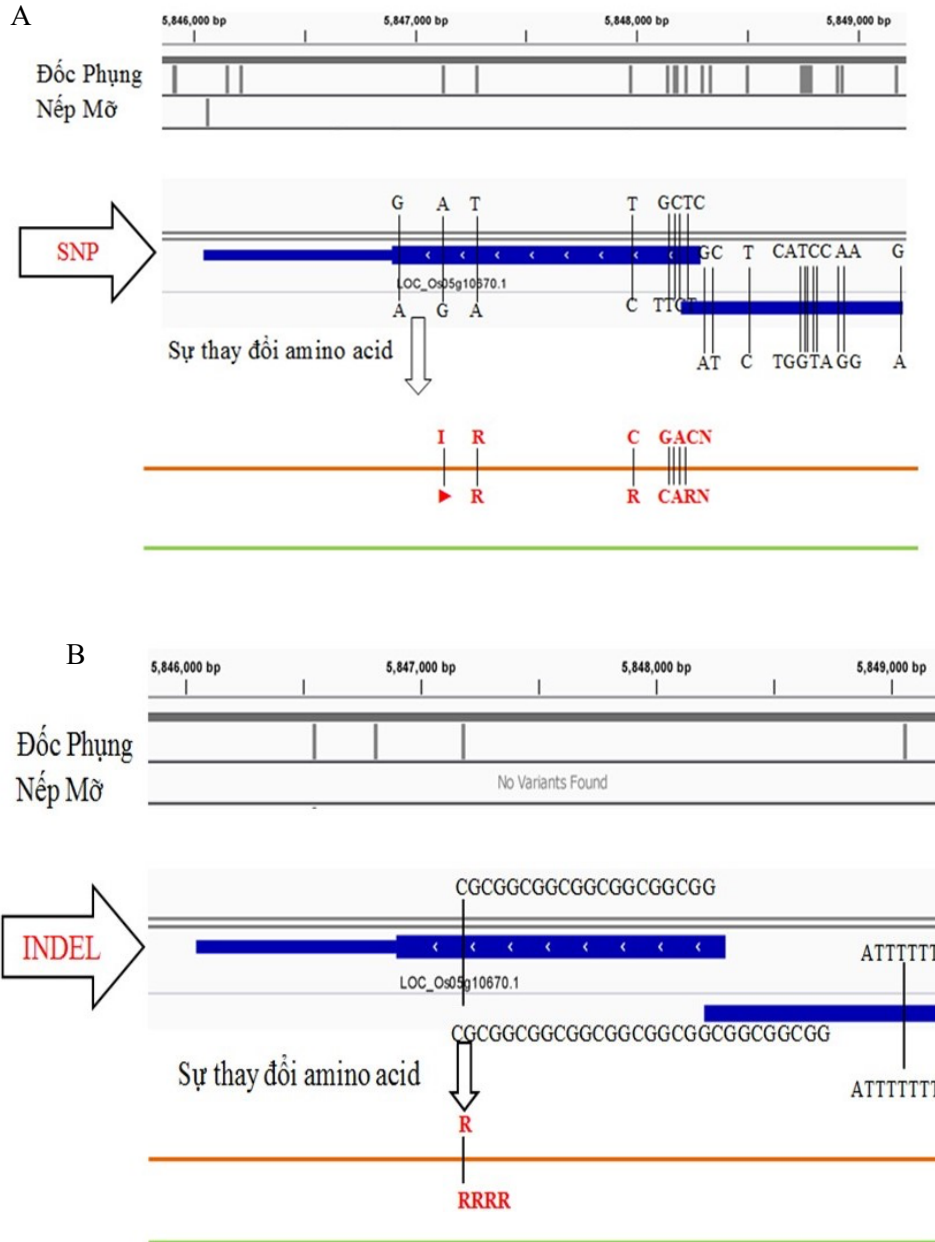 A
5,846,000 bp 5,847,000 bp 5,848,000 bp 5,849,000 bp
Đốc Phụng
Nếp Mỡ
G A T T GCTC
SNP
GC T CATCC AA G
LOC_Os05g10670.1
A G A C TTCT
Sự thay đổi amino acid
AT C TGGTA GG A
I R C GACN
R R CARN
B
5,846,000 bp 5,847,000 bp 5,848,000 bp 5,849,000 bp
Đốc Phụng
Nếp Mỡ
No Variants Found
CGCGGCGGCGGCGGCGGCGG
INDEL
ATTTTTT
LOC_Os05g10670.1
CGCGGCGGCGGCGGCGGCGGCGGCGGCGG
Sự thay đổi amino acid
ATTTTTTT
R
RRRR